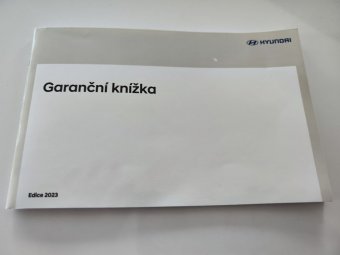 HYUNDAI
Garanční knížka
Edice 2023